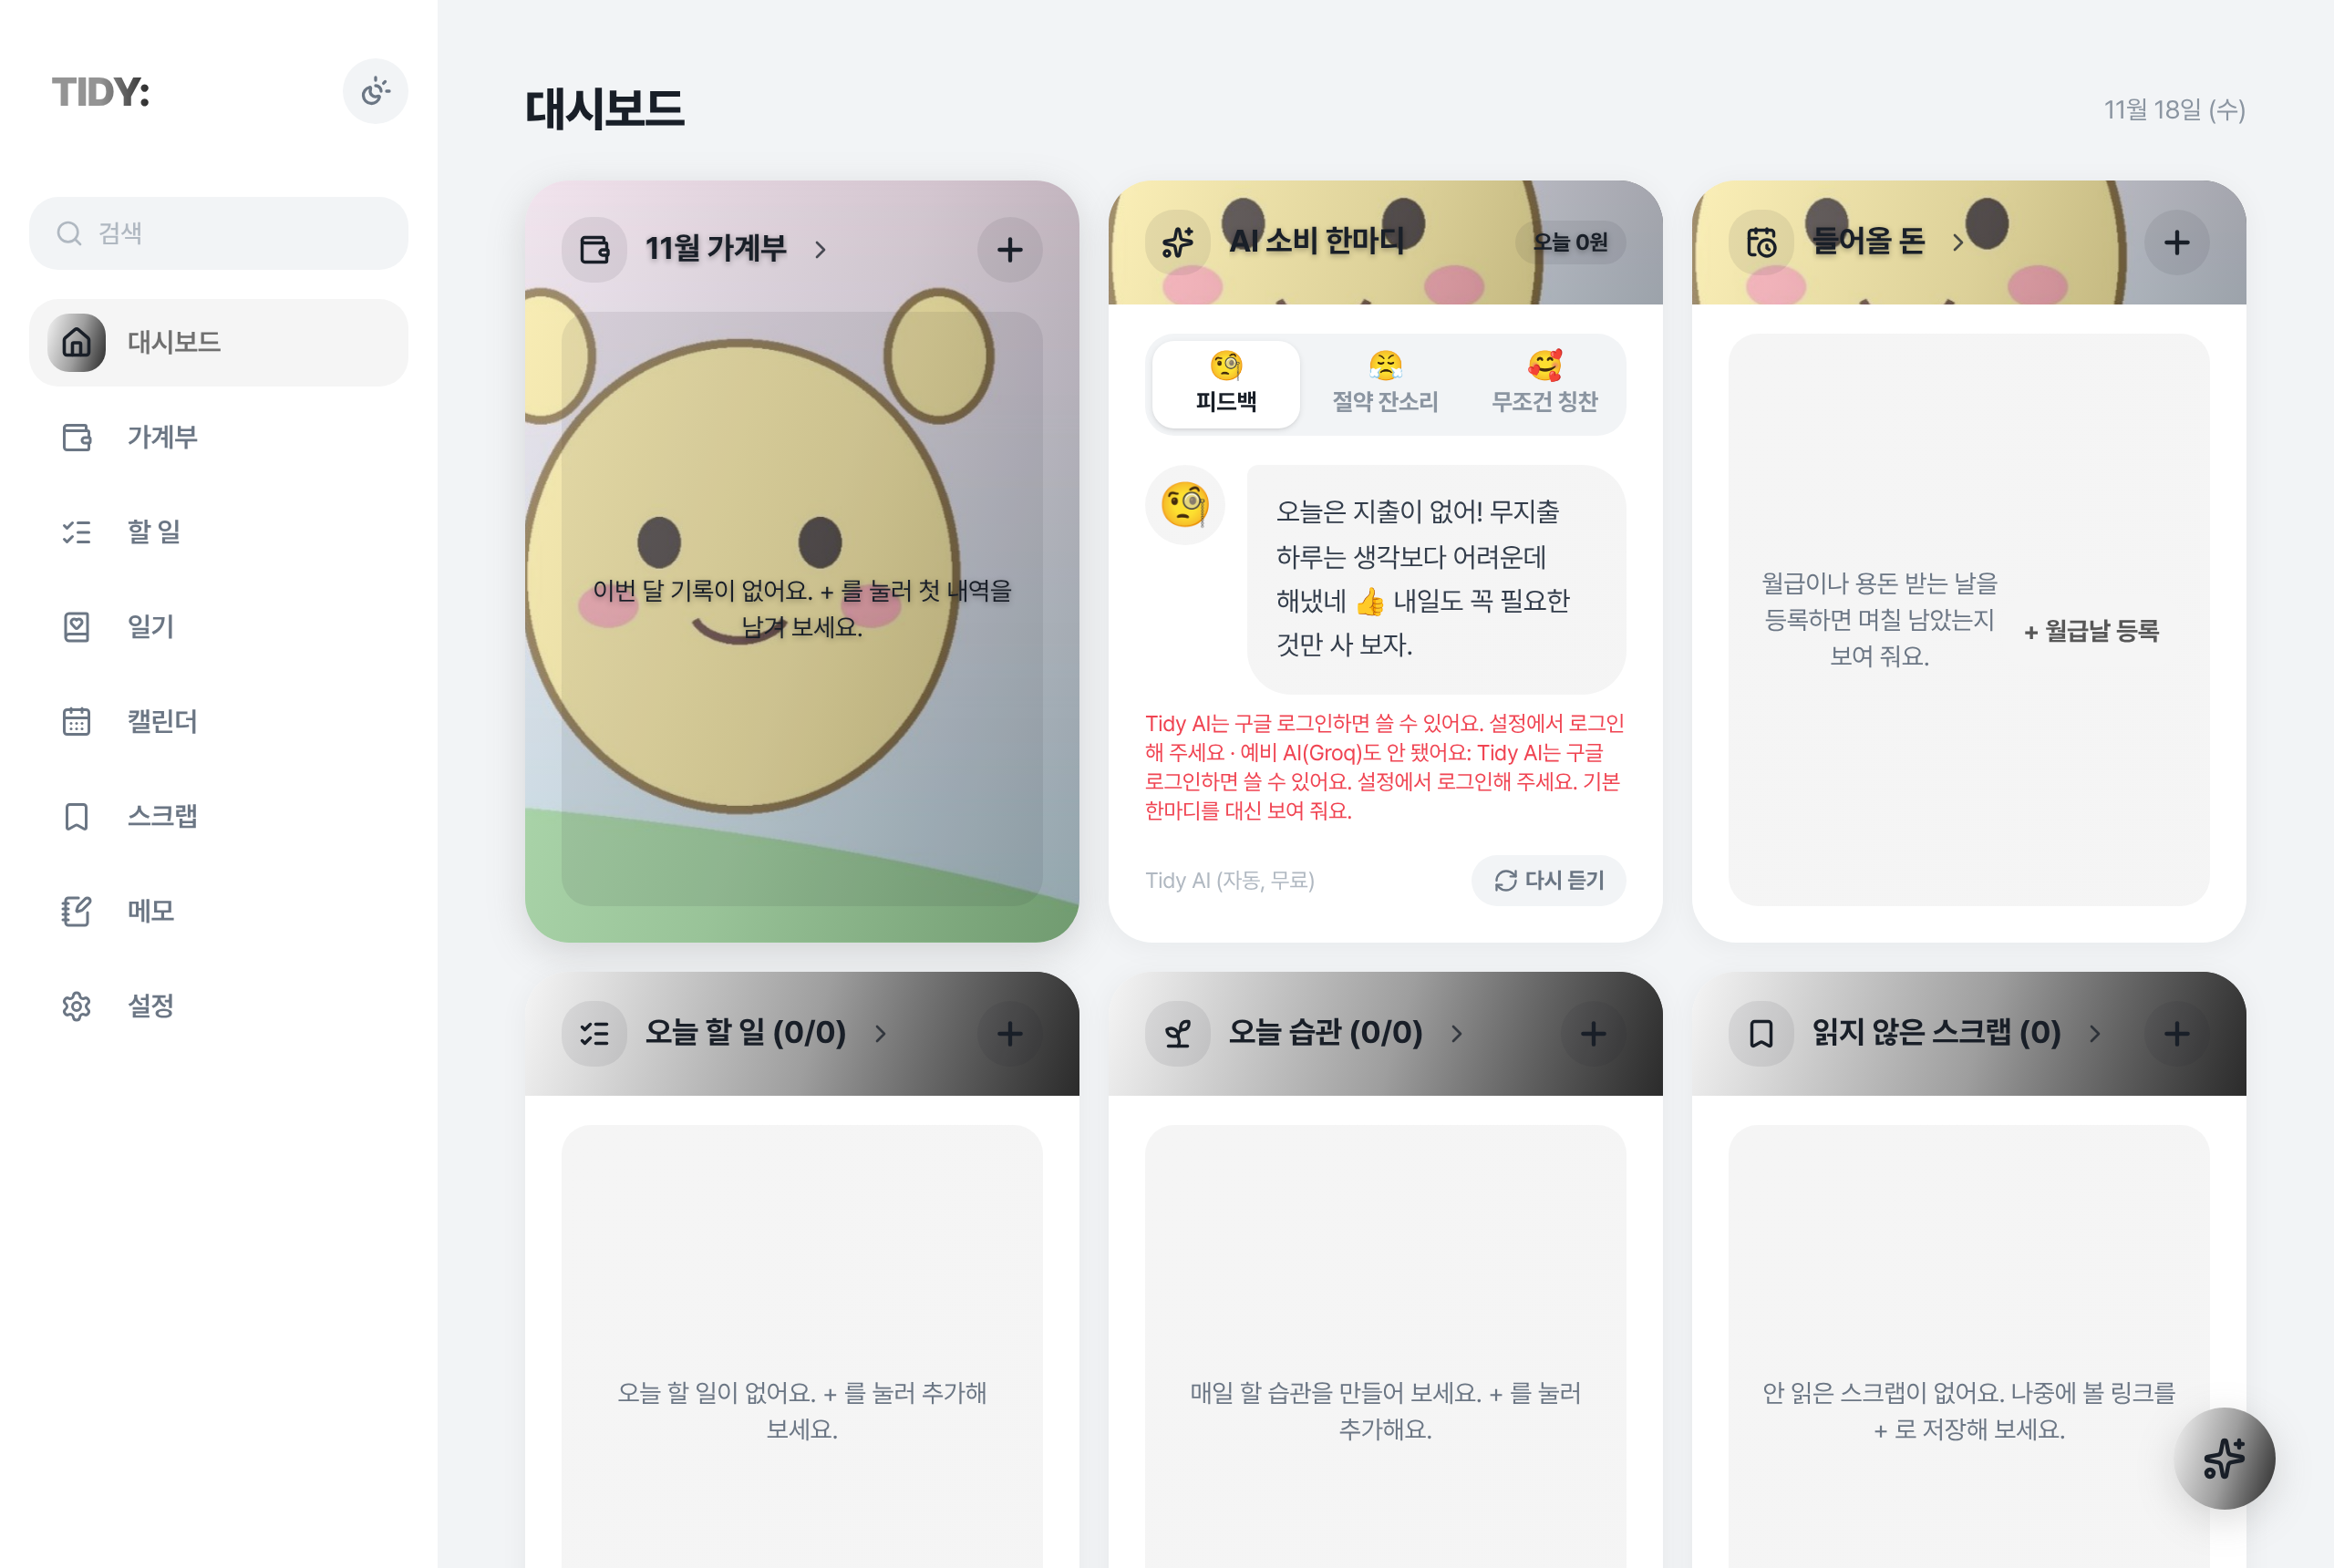 TIDY:
검색
대시보드
가계부
할 일
일기
캘린더
스크랩
메모
설정
대시보드
11월 18일 (수)
11월 가계부
이번 달 기록이 없어요. + 를 눌러 첫 내역을
남겨 보세요.
AI 소비 한마디
오늘 0원
피드백
절약 잔소리
무조건 칭찬
오늘은 지출이 없어! 무지출
하루는 생각보다 어려운데
해냈네 👍 내일도 꼭 필요한
것만 사 보자.
Tidy AI는 구글 로그인하면 쓸 수 있어요. 설정에서 로그인
해 주세요 · 예비 AI(Groq)도 안 됐어요: Tidy AI는 구글
로그인하면 쓸 수 있어요. 설정에서 로그인해 주세요. 기본
한마디를 대신 보여 줘요.
Tidy AI (자동, 무료)
다시 듣기
들어올 돈
월급이나 용돈 받는 날을
등록하면 며칠 남았는지
보여 줘요.
+ 월급날 등록
오늘 할 일 (0/0)
오늘 할 일이 없어요. + 를 눌러 추가해
보세요.
오늘 습관 (0/0)
매일 할 습관을 만들어 보세요. + 를 눌러
추가해요.
읽지 않은 스크랩 (0)
안 읽은 스크랩이 없어요. 나중에 볼 링크를
+ 로 저장해 보세요.